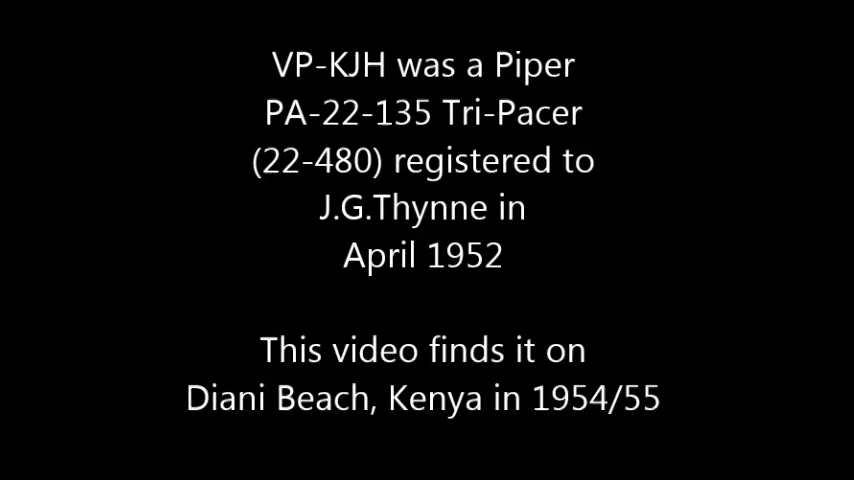 VP-KJH was a Piper
PA-22-135 Tri-Pacer
(22-480) registered to
J.G.Thynne in
April 1952
This video finds it on
Diani Beach, Kenya in 1954/55